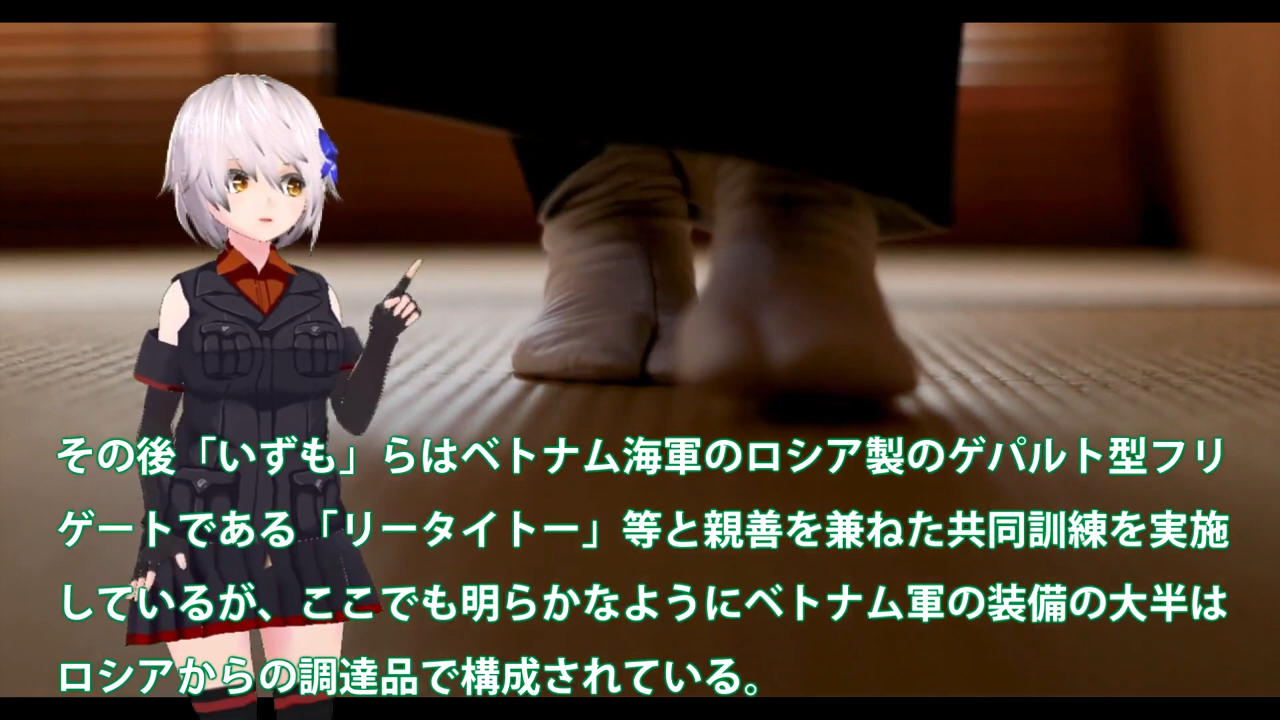 その後「いずも」らはベトナム海軍のロシア製のゲパルト型フリ
ゲートである「リータイトー」等と親善を兼ねた共同訓練を実施
しているが、ここでも明らかなようにベトナム軍の装備の大半は
ロシアからの調達品で構成されている。